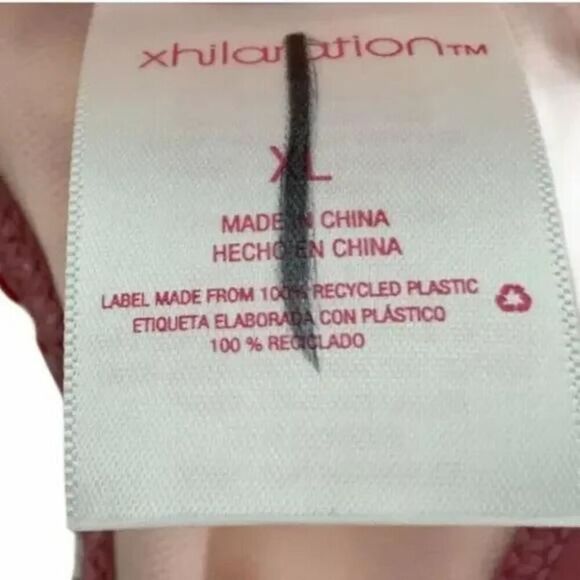 xhilaration™
XL
MADE IN CHINA
HECHO EN CHINA
LABEL MADE FROM 100% RECYCLED PLASTIC
ETIQUETA ELABORADA CON PLÁSTICO
100 % RECICLADO